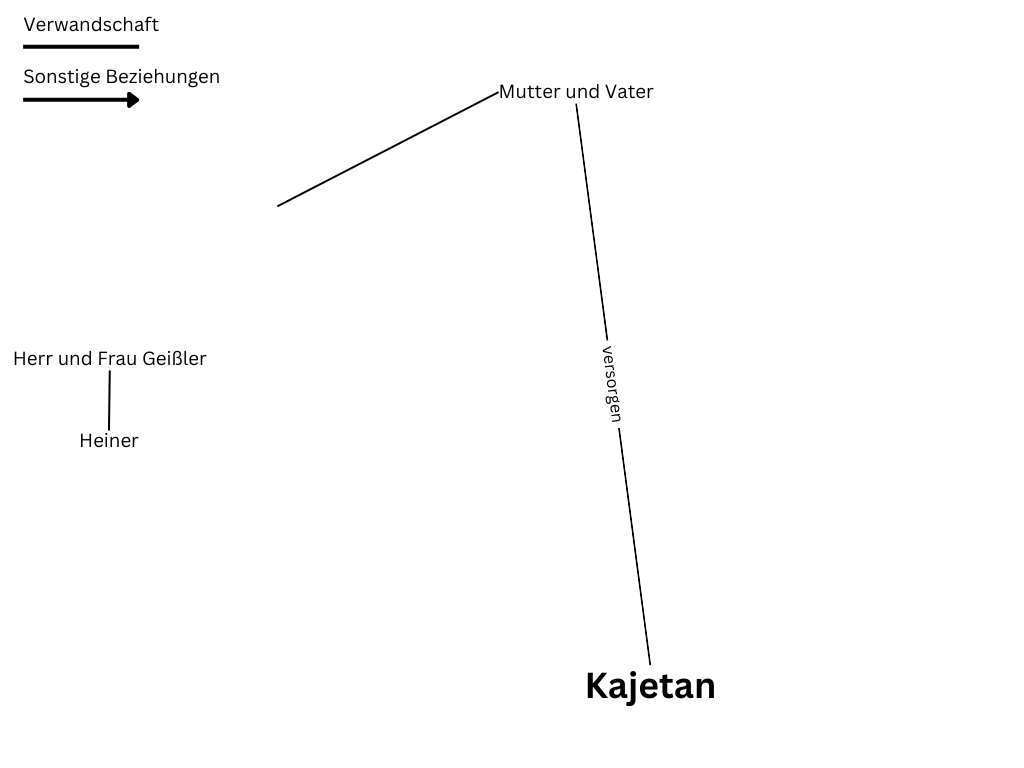 Verwandschaft
Sonstige Beziehungen
Mutter und Vater
Herr und Frau Geißler
versorgen
Heiner
Kajetan